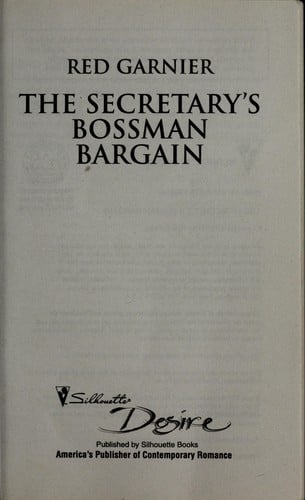 RED GARNIER
THE SECRETARY'S
BOSSMAN
BARGAIN
Silhouette®
Desire
Published by Silhouette Books
America's Publisher of Contemporary Romance